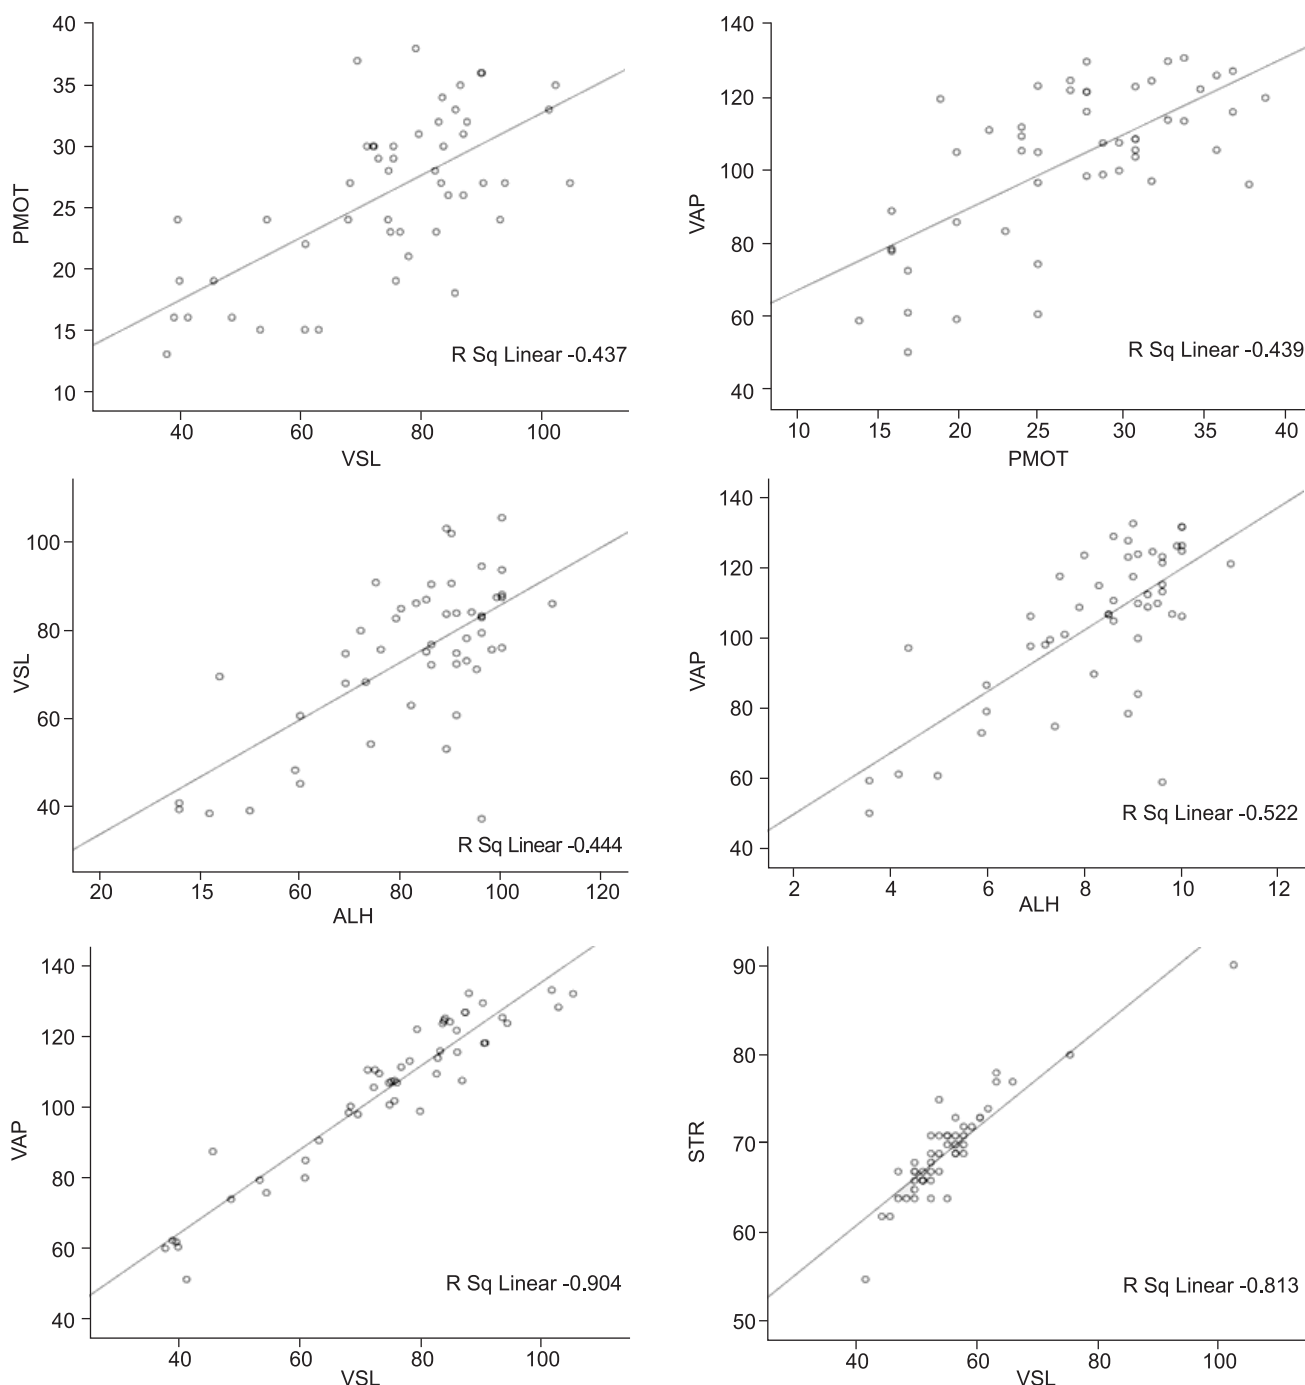 40
35
30
25
20
15
10
PMOT
R Sq Linear -0.437
40 60 80 100
VSL
140
120
100
80
60
40
VAP
R Sq Linear -0.439
10 15 20 25 30 35 40
PMOT
100
80
60
40
VSL
R Sq Linear -0.444
20 15 60 80 100 120
ALH
140
120
100
80
60
40
VAP
R Sq Linear -0.522
2 4 6 8 10 12
ALH
140
120
100
80
60
40
VAP
R Sq Linear -0.904
40 60 80 100
VSL
90
80
70
60
50
STR
R Sq Linear -0.813
40 60 80 100
VSL